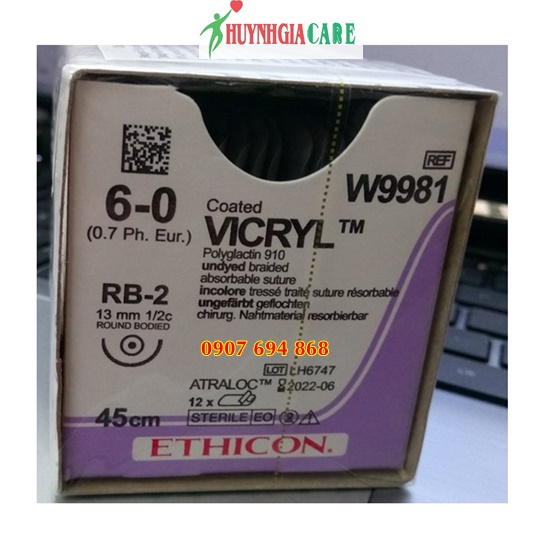 HUYNHGIACARE
REF
W9981
6-0
(0.7 Ph. Eur.)
Coated
VICRYL™
Polyglactin 910
undyed braided
absorbable suture
incolore tressé traité suture résorbable
ungefärbt geflochten
chirurg. Nahtmaterial resorbierbar
RB-2
13 mm 1/2c
ROUND BODIED
0907 694 868
LOT LH6747
ATRALOC™ 2022-06
12 x
45cm
STERILE EO 2
ETHICON.